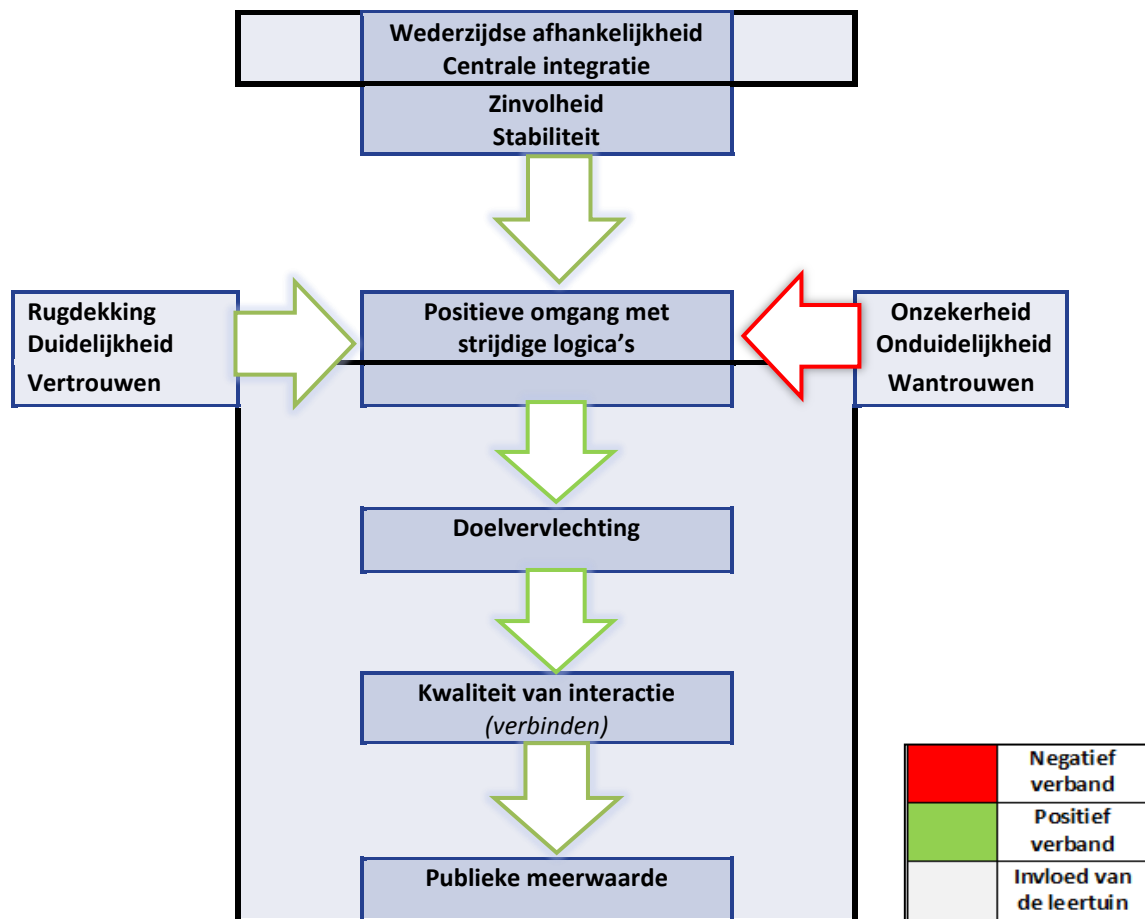 Wederzijdse afhankelijkheid
Centrale integratie
Zinvolheid
Stabiliteit
Rugdekking
Duidelijkheid
Vertrouwen
Positieve omgang met
strijdige logica's
Onzekerheid
Onduidelijkheid
Wantrouwen
Doelvervlechting
Kwaliteit van interactie
(verbinden)
Publieke meerwaarde
Negatief
verband
Positief
verband
Invloed van
de leertuin